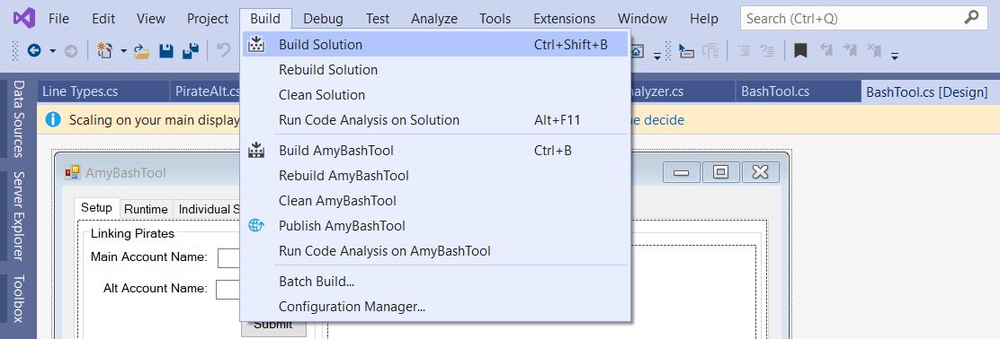 File Edit View Project Build Debug Test Analyze Tools Extensions Window Help Search (Ctrl+Q)
Build Solution Ctrl+Shift+B
Rebuild Solution
Clean Solution
Run Code Analysis on Solution Alt+F11
Build AmyBashTool Ctrl+B
Rebuild AmyBashTool
Clean AmyBashTool
Publish AmyBashTool
Run Code Analysis on AmyBashTool
Batch Build...
Configuration Manager...
Data Sources
Server Explorer
Toolbox
Line Types.cs PirateAlt.cs nalyzer.cs BashTool.cs BashTool.cs [Design]
Scaling on your main display decide
AmyBashTool
Setup Runtime Individual S
Linking Pirates
Main Account Name:
Alt Account Name:
Submit